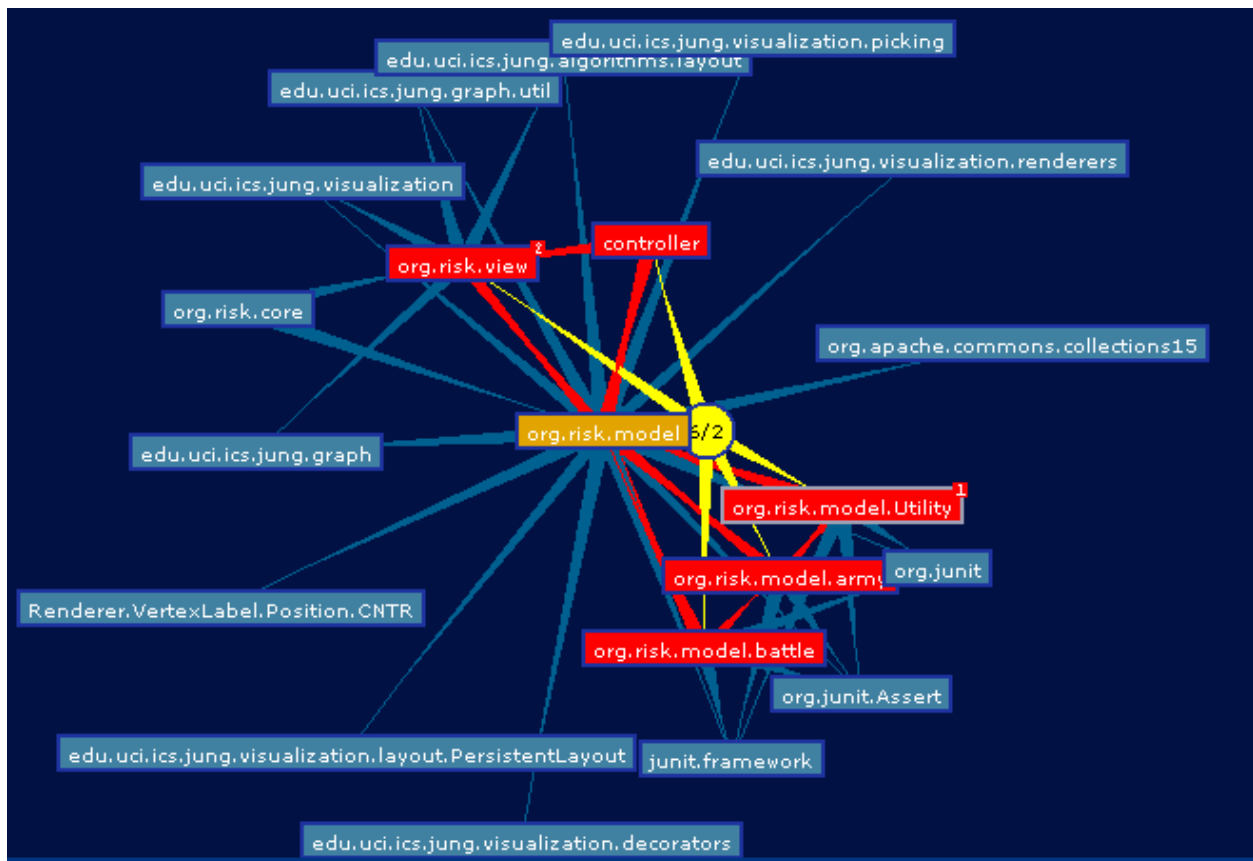 edu.uci.ics.jung.visualization.picking
edu.uci.ics.jung.algorithms.layout
edu.uci.ics.jung.graph.util
edu.uci.ics.jung.visualization.renderers
edu.uci.ics.jung.visualization
controller
2
org.risk.view
org.risk.core
org.apache.commons.collections15
org.risk.model
6/2
edu.uci.ics.jung.graph
1
org.risk.model.Utility
org.junit
org.risk.model.army
Renderer.VertexLabel.Position.CNTR
org.risk.model.battle
org.junit.Assert
edu.uci.ics.jung.visualization.layout.PersistentLayout
junit.framework
edu.uci.ics.jung.visualization.decorators